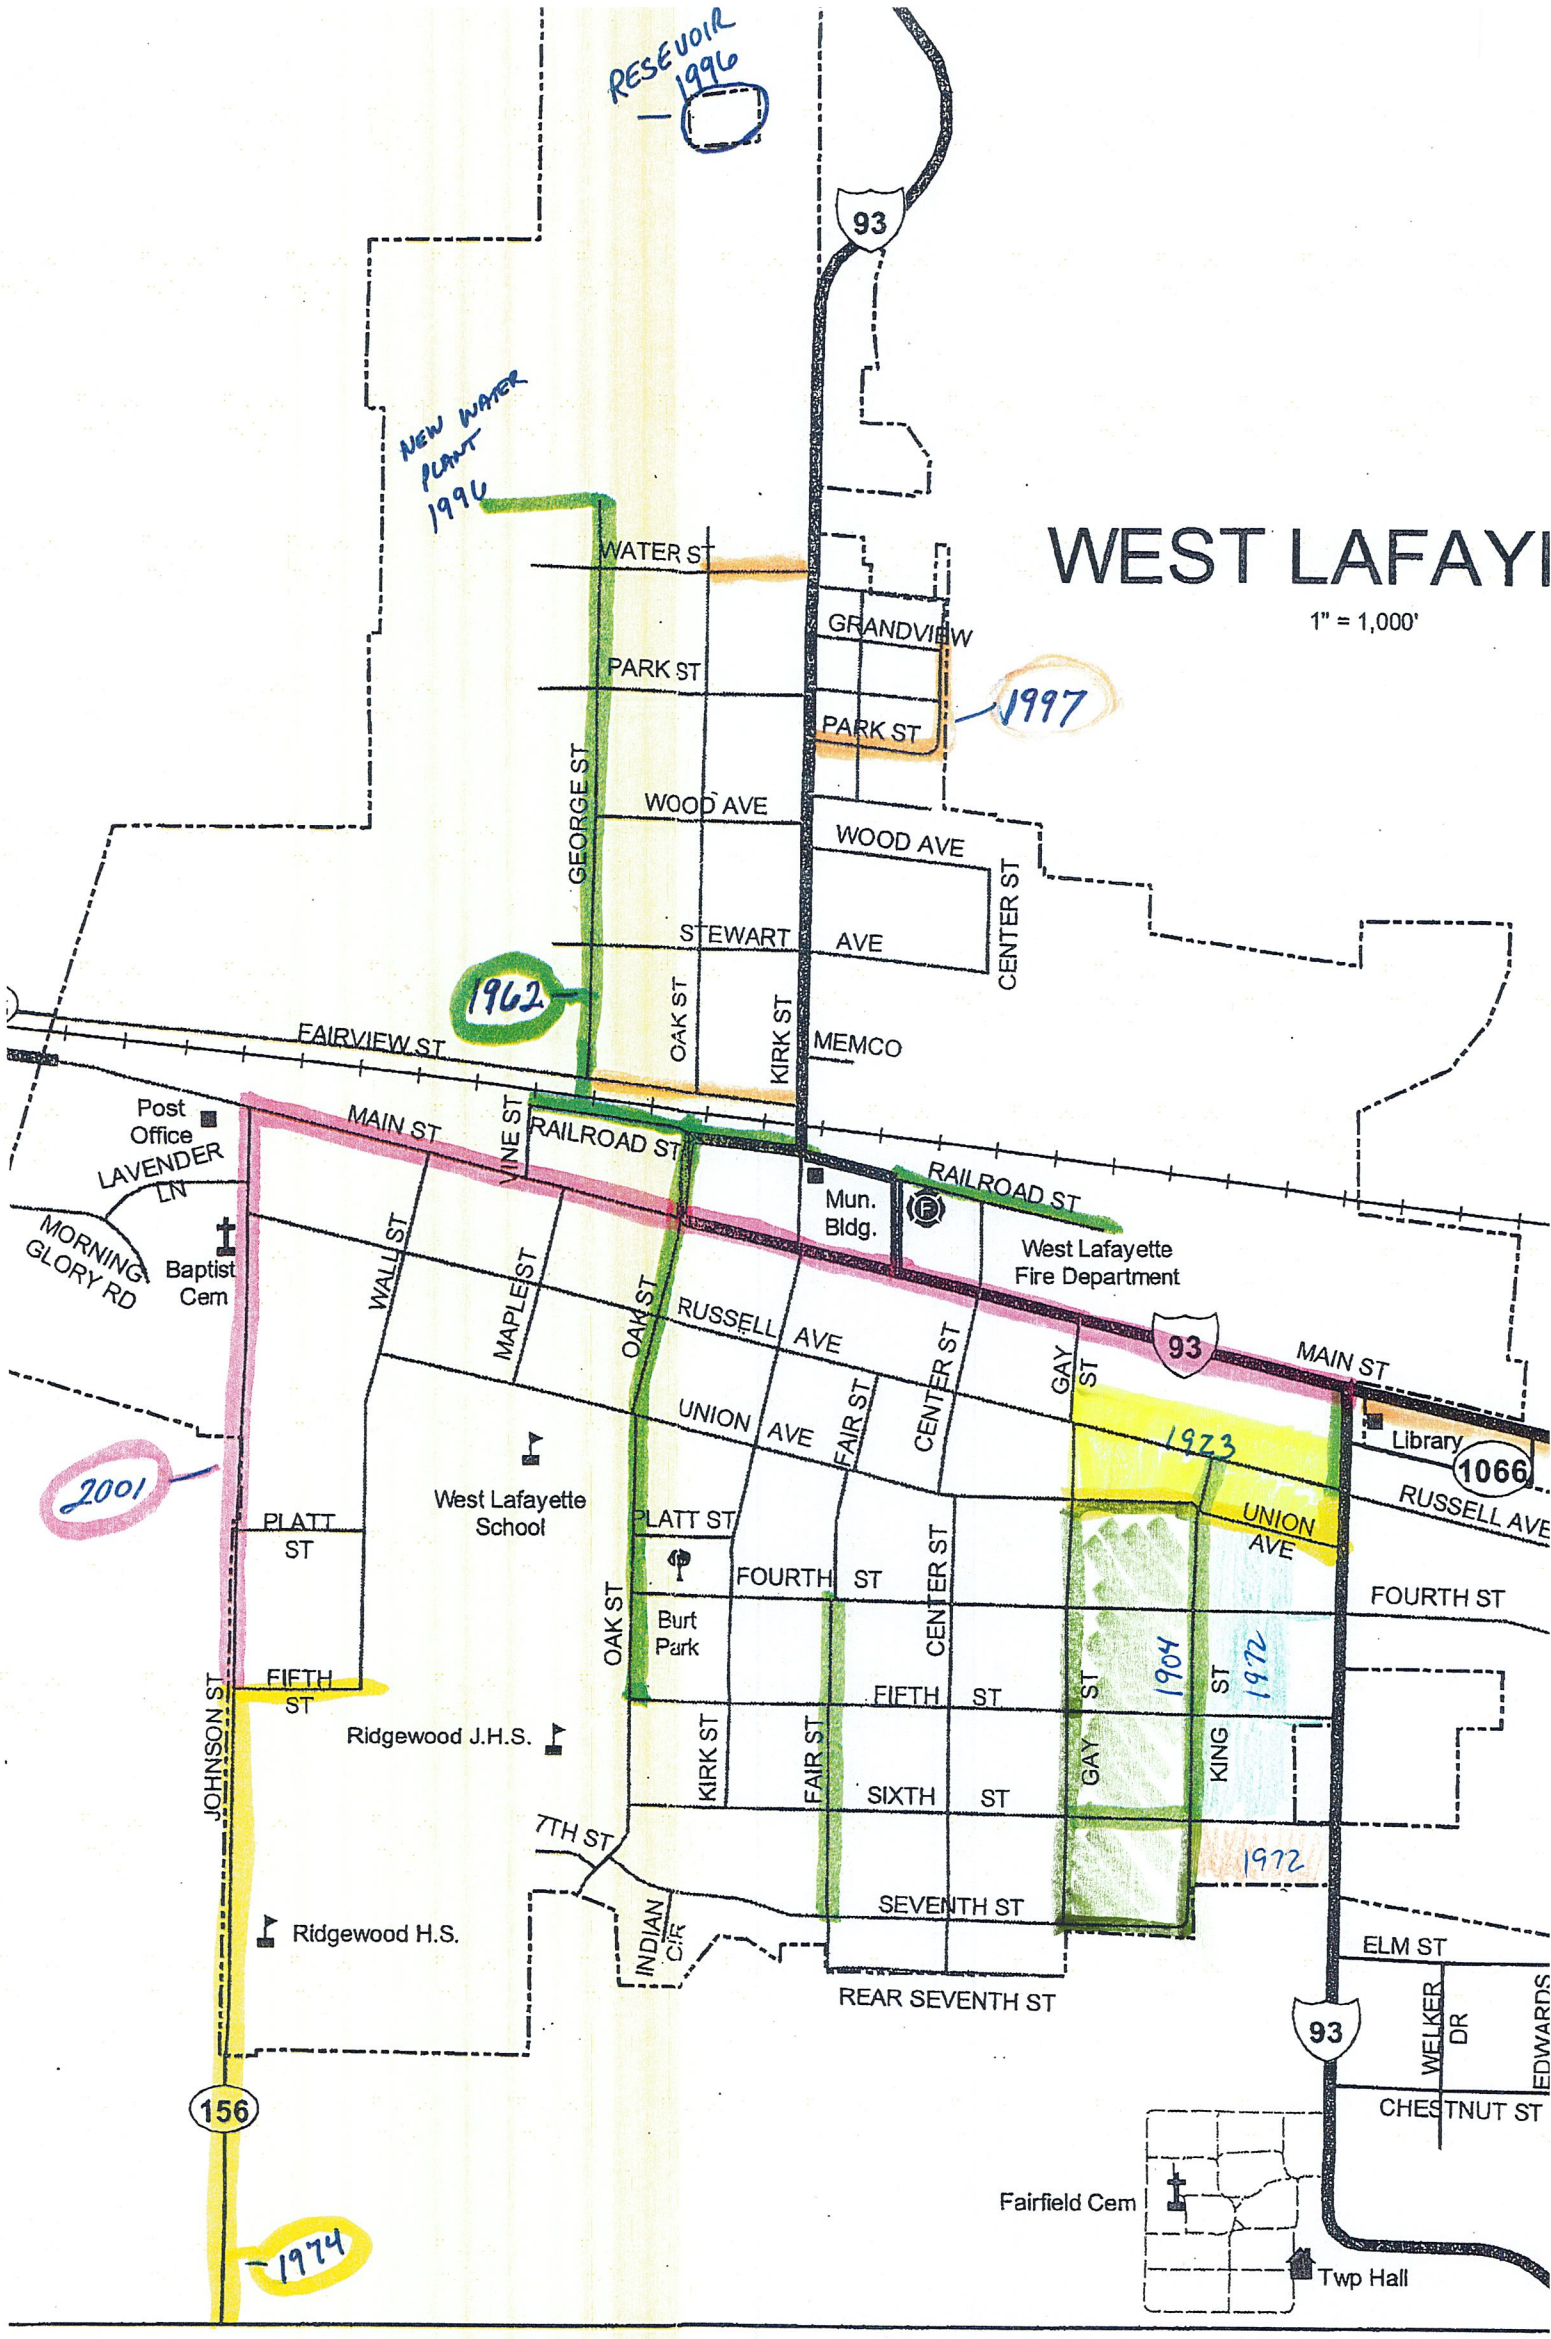 RESEVOIR
1996
93
NEW WATER
PLANT
1996
WEST LAFAYE
1" = 1,000'
WATER ST
GRANDVIEW
PARK ST
1997
PARK ST
GEORGE ST
WOOD AVE
WOOD AVE
CENTER ST
STEWART AVE
1962
OAK ST
KIRK ST
FAIRVIEW ST
MEMCO
Post
Office
MAIN ST
VINE ST
RAILROAD ST
LAVENDER
LN
RAILROAD ST
Mun.
Bldg.
F
MORNING
GLORY RD
Baptist
Cem
WALL ST
MAPLE ST
OAK ST
West Lafayette
Fire Department
RUSSELL AVE
CENTER ST
GAY
ST
93
MAIN ST
UNION AVE
FAIR ST
1923
Library
1066
2001
West Lafayette
School
PLATT ST
UNION
AVE
RUSSELL AVE
PLATT
ST
FOURTH ST
CENTER ST
FOURTH ST
OAK ST
Burt
Park
1904
1972
JOHNSON ST
FIFTH
ST
FIFTH ST
GAY ST
KING ST
Ridgewood J.H.S.
KIRK ST
FAIR ST
SIXTH ST
7TH ST
1972
SEVENTH ST
Ridgewood H.S.
INDIAN
CIR
ELM ST
REAR SEVENTH ST
WELKER
DR
EDWARDS
93
156
CHESTNUT ST
Fairfield Cem
1974
Twp Hall